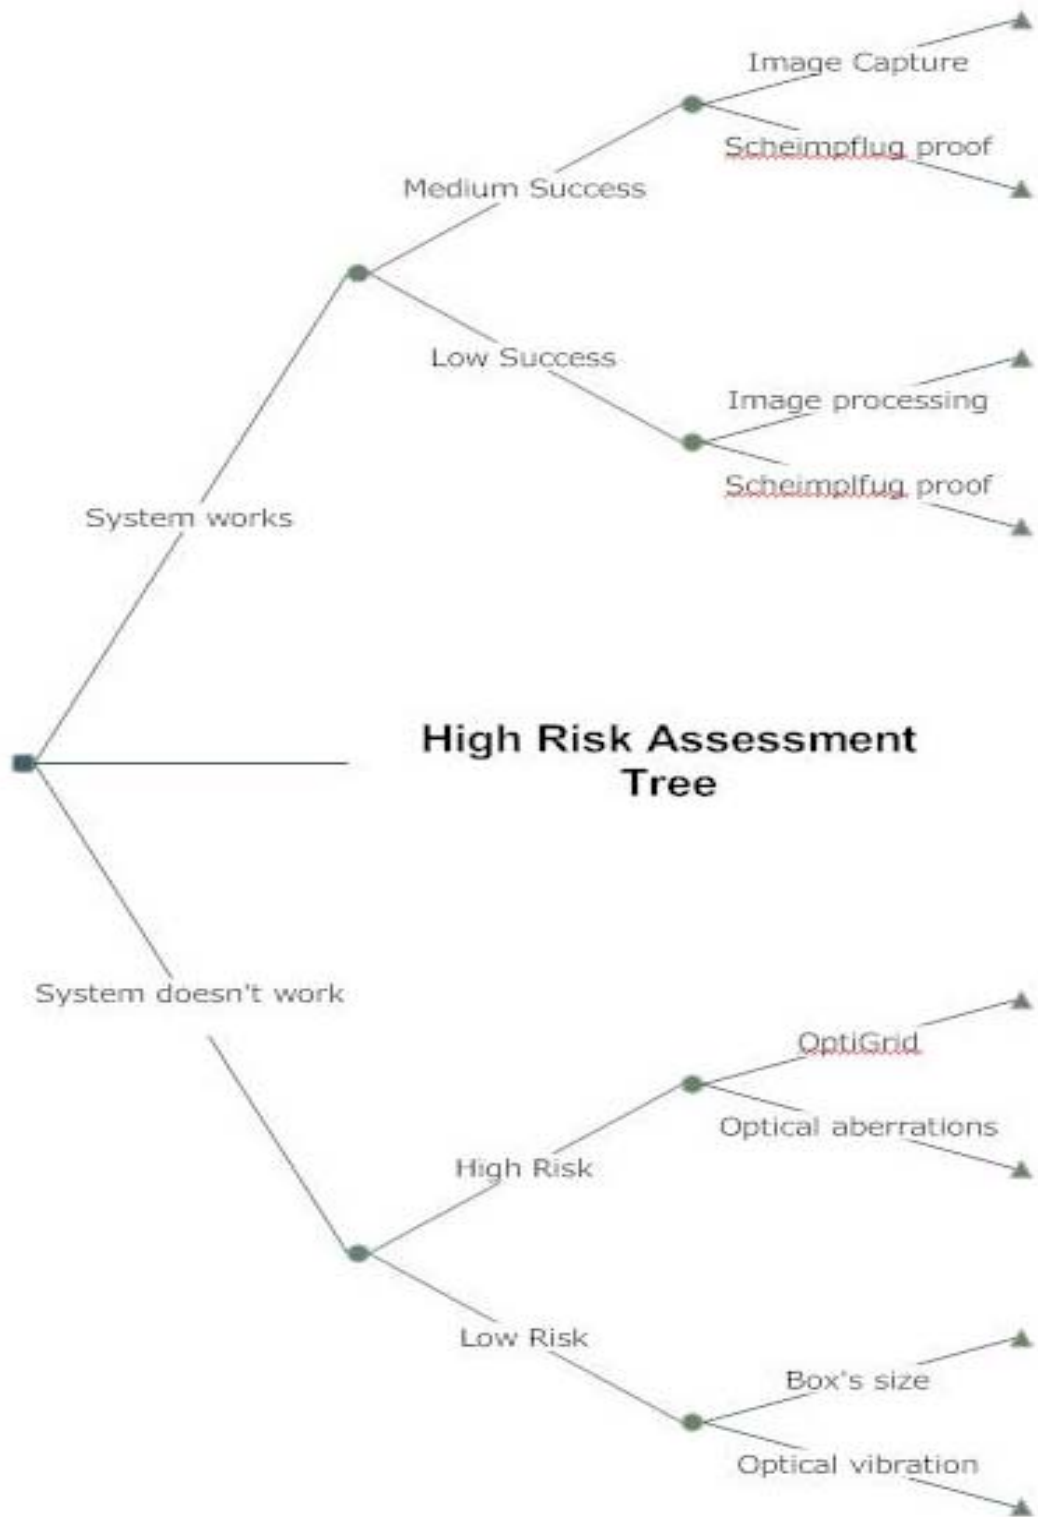 Image Capture
Scheimpflug proof
Medium Success
Low Success
Image processing
Scheimplfug proof
System works
High Risk Assessment
Tree
System doesn't work
OptiGrid
Optical aberrations
High Risk
Low Risk
Box's size
Optical vibration